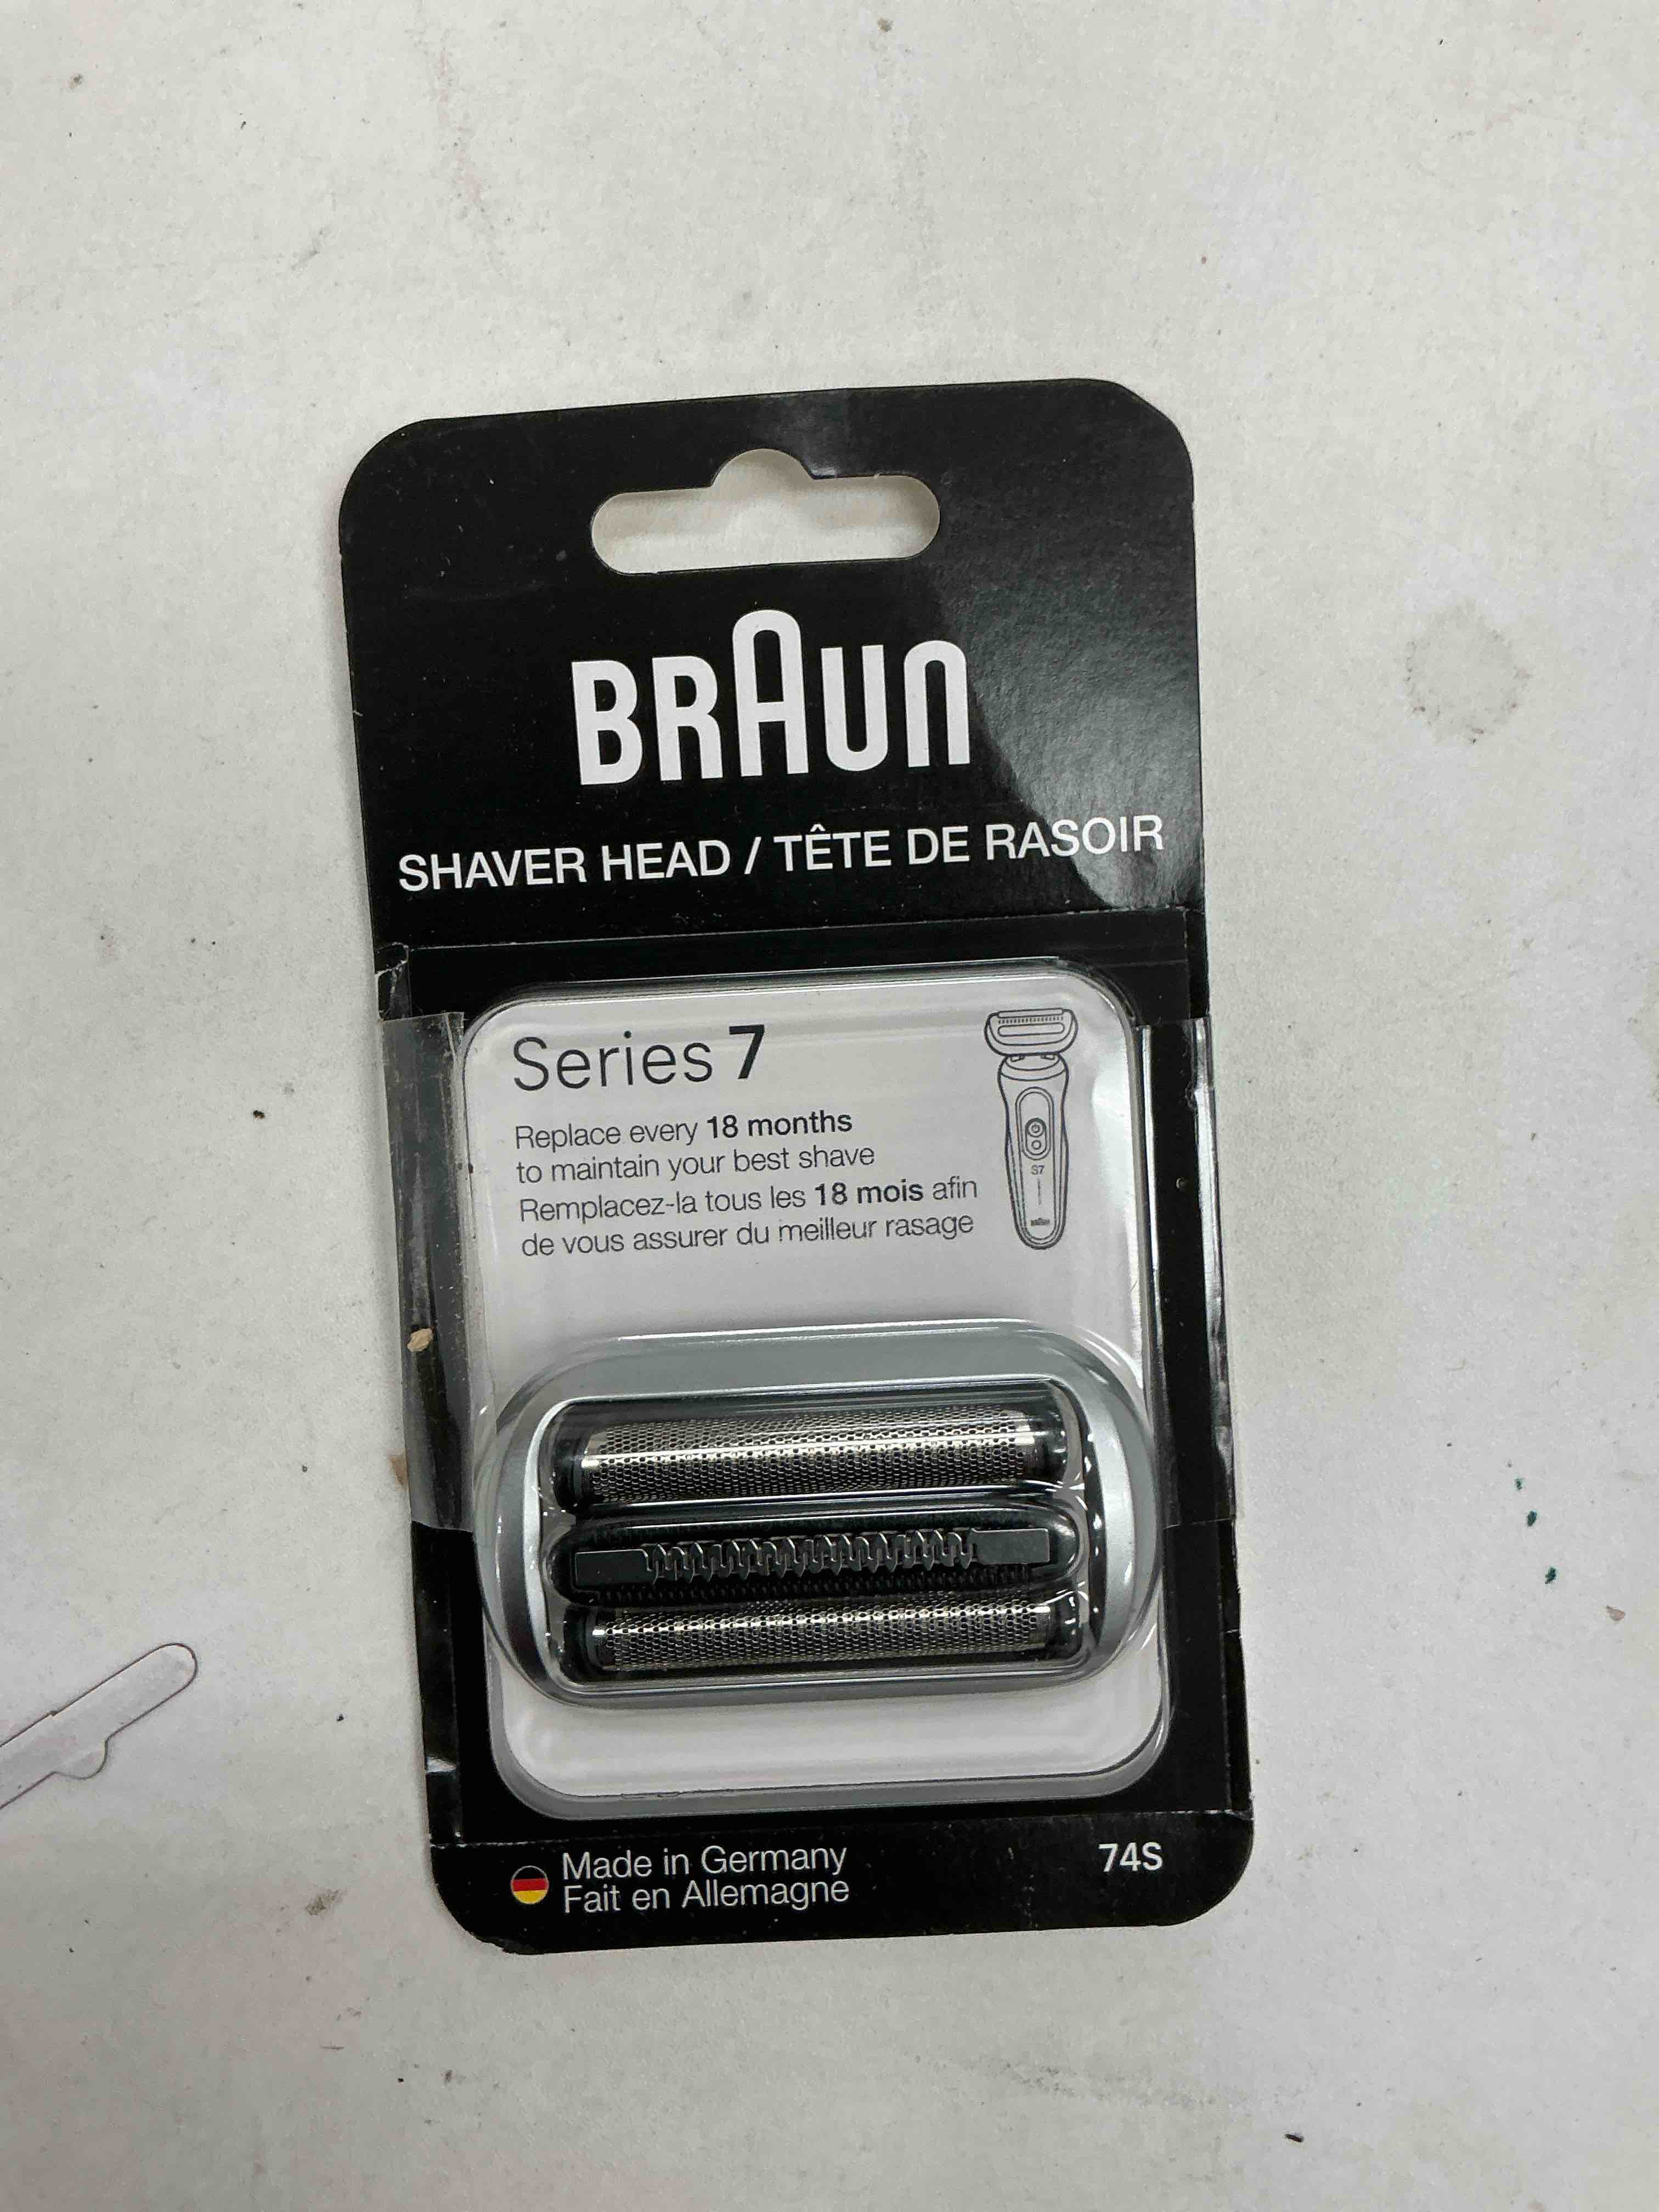 BRAUN
SHAVER HEAD / TÊTE DE RASOIR
Series 7
Replace every 18 months
to maintain your best shave
Remplacez-la tous les 18 mois afin
de vous assurer du meilleur rasage
S7
BRAUN
Made in Germany
Fait en Allemagne
74S